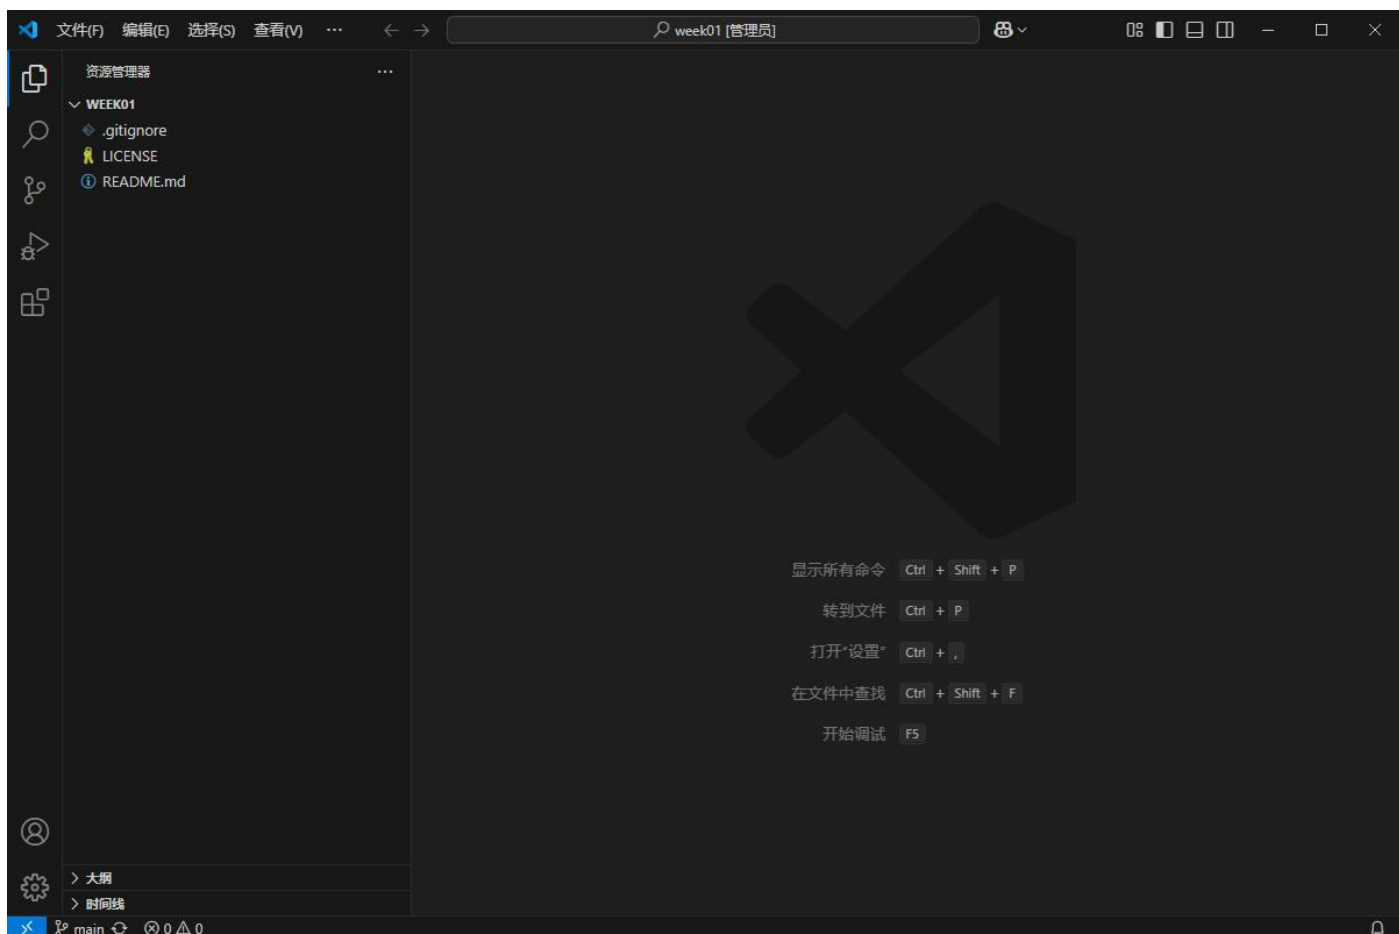 文件(F) 编辑(E) 选择(S) 查看(V) ··· week01 [管理员]
资源管理器 ···
WEEK01
.gitignore
LICENSE
README.md
显示所有命令 Ctrl + Shift + P
转到文件 Ctrl + P
打开“设置” Ctrl + ,
在文件中查找 Ctrl + Shift + F
开始调试 F5
大纲
时间线
main 0 0